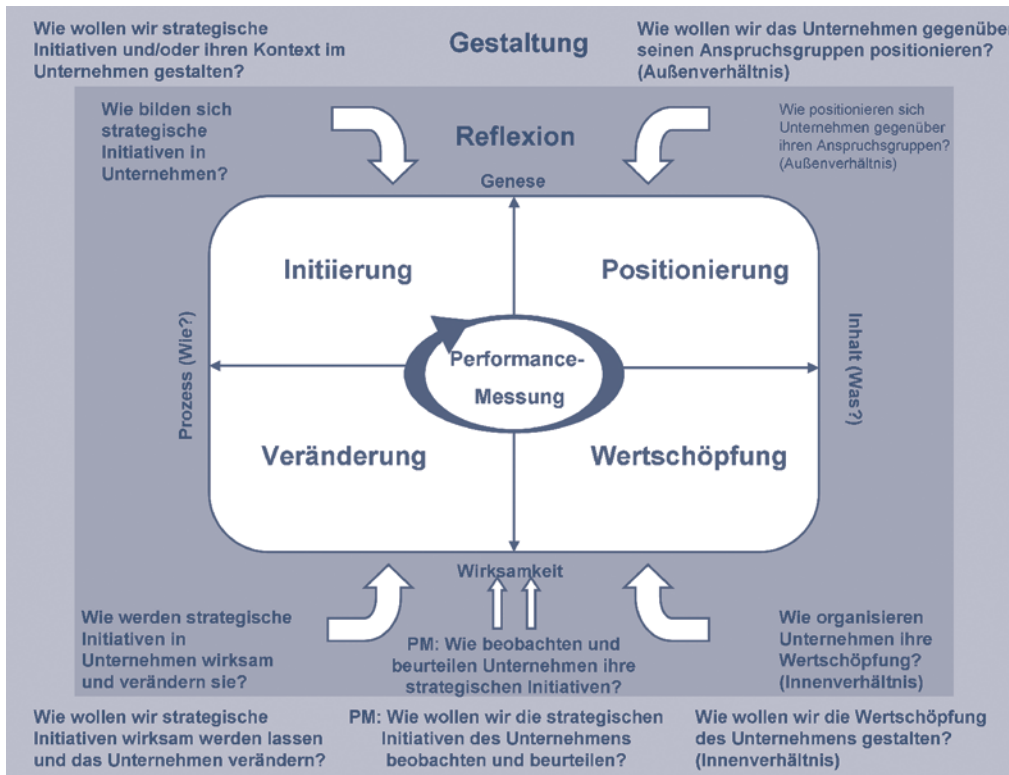 Wie wollen wir strategische
Initiativen und/oder ihren Kontext im
Unternehmen gestalten?
Gestaltung
Wie wollen wir das Unternehmen gegenüber
seinen Anspruchsgruppen positionieren?
(Außenverhältnis)
Wie bilden sich
strategische
Initiativen in
Unternehmen?
Reflexion
Wie positionieren sich
Unternehmen gegenüber
ihren Anspruchsgruppen?
(Außenverhältnis)
Genese
Initiierung
Positionierung
Prozess (Wie?)
Performance-
Messung
Inhalt (Was?)
Veränderung
Wertschöpfung
Wirksamkeit
Wie werden strategische
Initiativen in
Unternehmen wirksam
und verändern sie?
PM: Wie beobachten und
beurteilen Unternehmen ihre
strategischen Initiativen?
Wie organisieren
Unternehmen ihre
Wertschöpfung?
(Innenverhältnis)
Wie wollen wir strategische
Initiativen wirksam werden lassen
und das Unternehmen verändern?
PM: Wie wollen wir die strategischen
Initiativen des Unternehmens
beobachten und beurteilen?
Wie wollen wir die Wertschöpfung
des Unternehmens gestalten?
(Innenverhältnis)